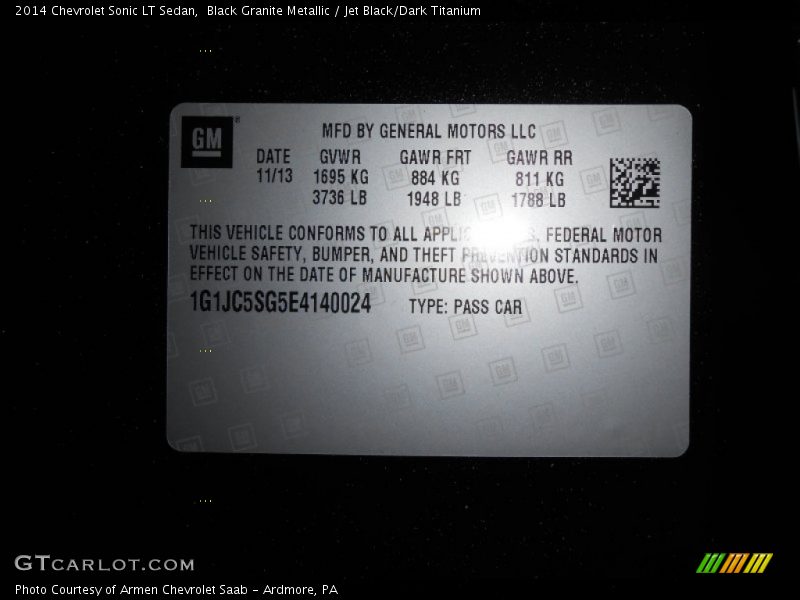 2014 Chevrolet Sonic LT Sedan, Black Granite Metallic / Jet Black/Dark Titanium
GM
MFD BY GENERAL MOTORS LLC
DATE GVWR GAWR FRT GAWR RR
11/13 1695 KG 884 KG 811 KG
3736 LB 1948 LB 1788 LB
THIS VEHICLE CONFORMS TO ALL FEDERAL MOTOR
VEHICLE SAFETY, BUMPER, AND THEFT PREVENTION STANDARDS IN
EFFECT ON THE DATE OF MANUFACTURE SHOWN ABOVE.
1G1JC5SG5E4140024 TYPE: PASS CAR
GTCARLOT.COM
Photo Courtesy of Armen Chevrolet Saab - Ardmore, PA